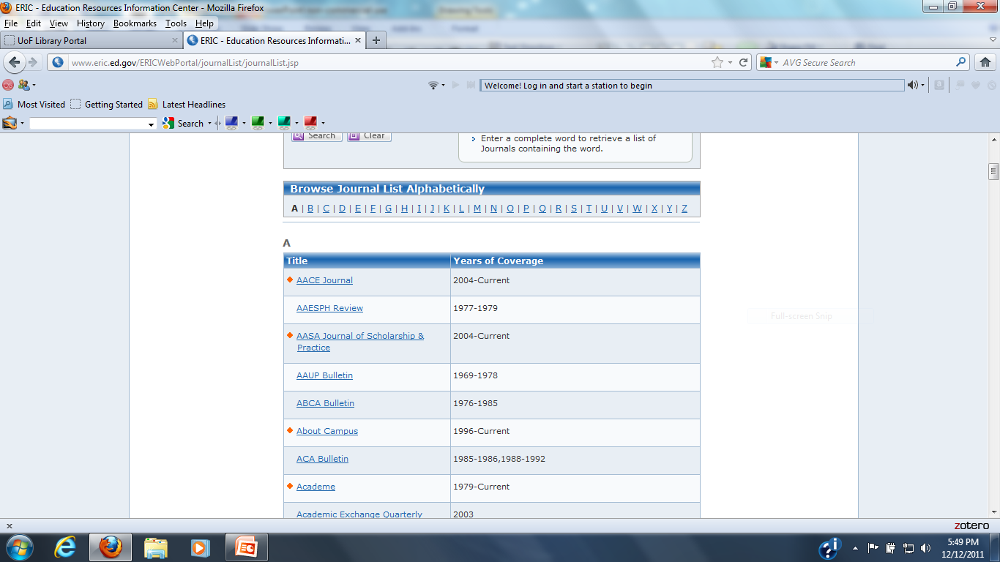 ERIC - Education Resources Information Center - Mozilla Firefox
File Edit View History Bookmarks Tools Help
UoF Library Portal
ERIC - Education Resources Informati...
www.eric.ed.gov/ERICWebPortal/journalList/journalList.jsp
AVG Secure Search
Welcome! Log in and start a station to begin
Most Visited Getting Started Latest Headlines
Search
Search Clear
Enter a complete word to retrieve a list of
Journals containing the word.
Browse Journal List Alphabetically
A | B | C | D | E | F | G | H | I | J | K | L | M | N | O | P | Q | R | S | T | U | V | W | X | Y | Z
A
Title Years of Coverage
AACE Journal 2004-Current
AAESPH Review 1977-1979
AASA Journal of Scholarship & 2004-Current
Practice
AAUP Bulletin 1969-1978
ABCA Bulletin 1976-1985
About Campus 1996-Current
ACA Bulletin 1985-1986,1988-1992
Academe 1979-Current
Academic Exchange Quarterly 2003
Full-screen Snip
zotero
5:49 PM
12/12/2011